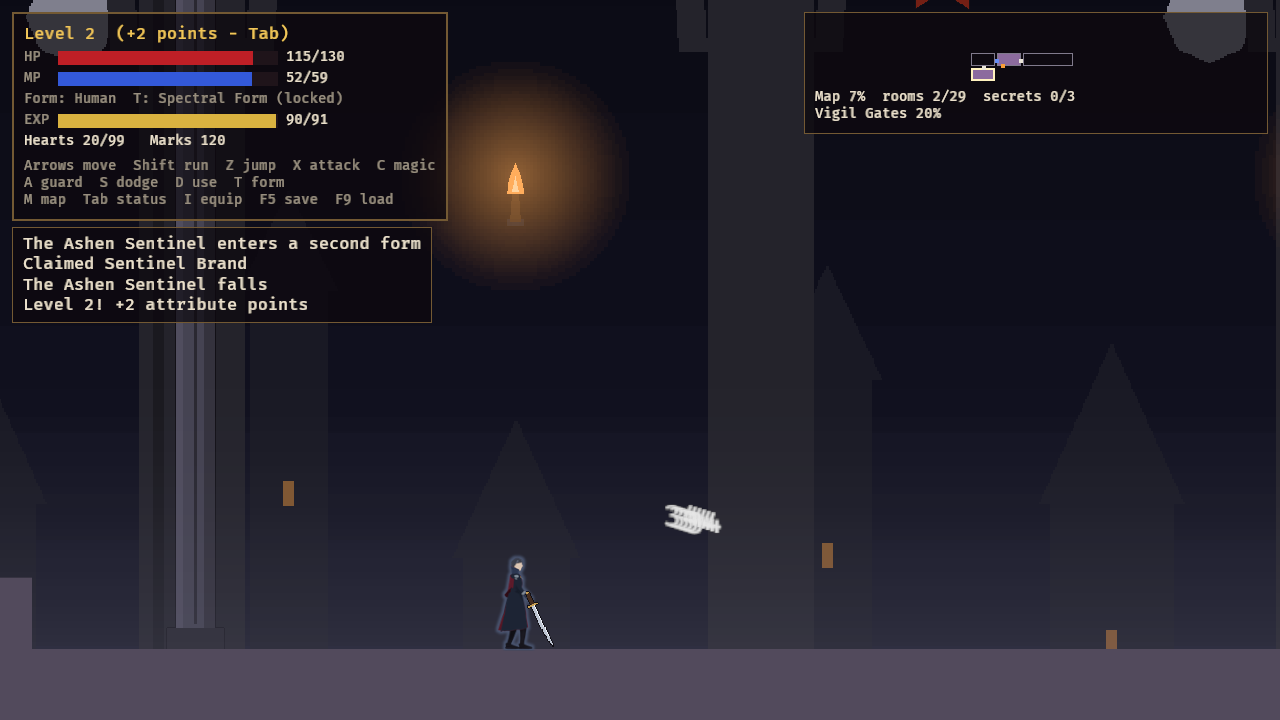 Level 2  (+2 points - Tab)
HP 115/130
MP 52/59
Form: Human  T: Spectral Form (locked)
EXP 90/91
Hearts 20/99  Marks 120
Arrows move  Shift run  Z jump  X attack  C magic
A guard  S dodge  D use  T form
M map  Tab status  I equip  F5 save  F9 load
The Ashen Sentinel enters a second form
Claimed Sentinel Brand
The Ashen Sentinel falls
Level 2! +2 attribute points
Map 7%  rooms 2/29  secrets 0/3
Vigil Gates 20%